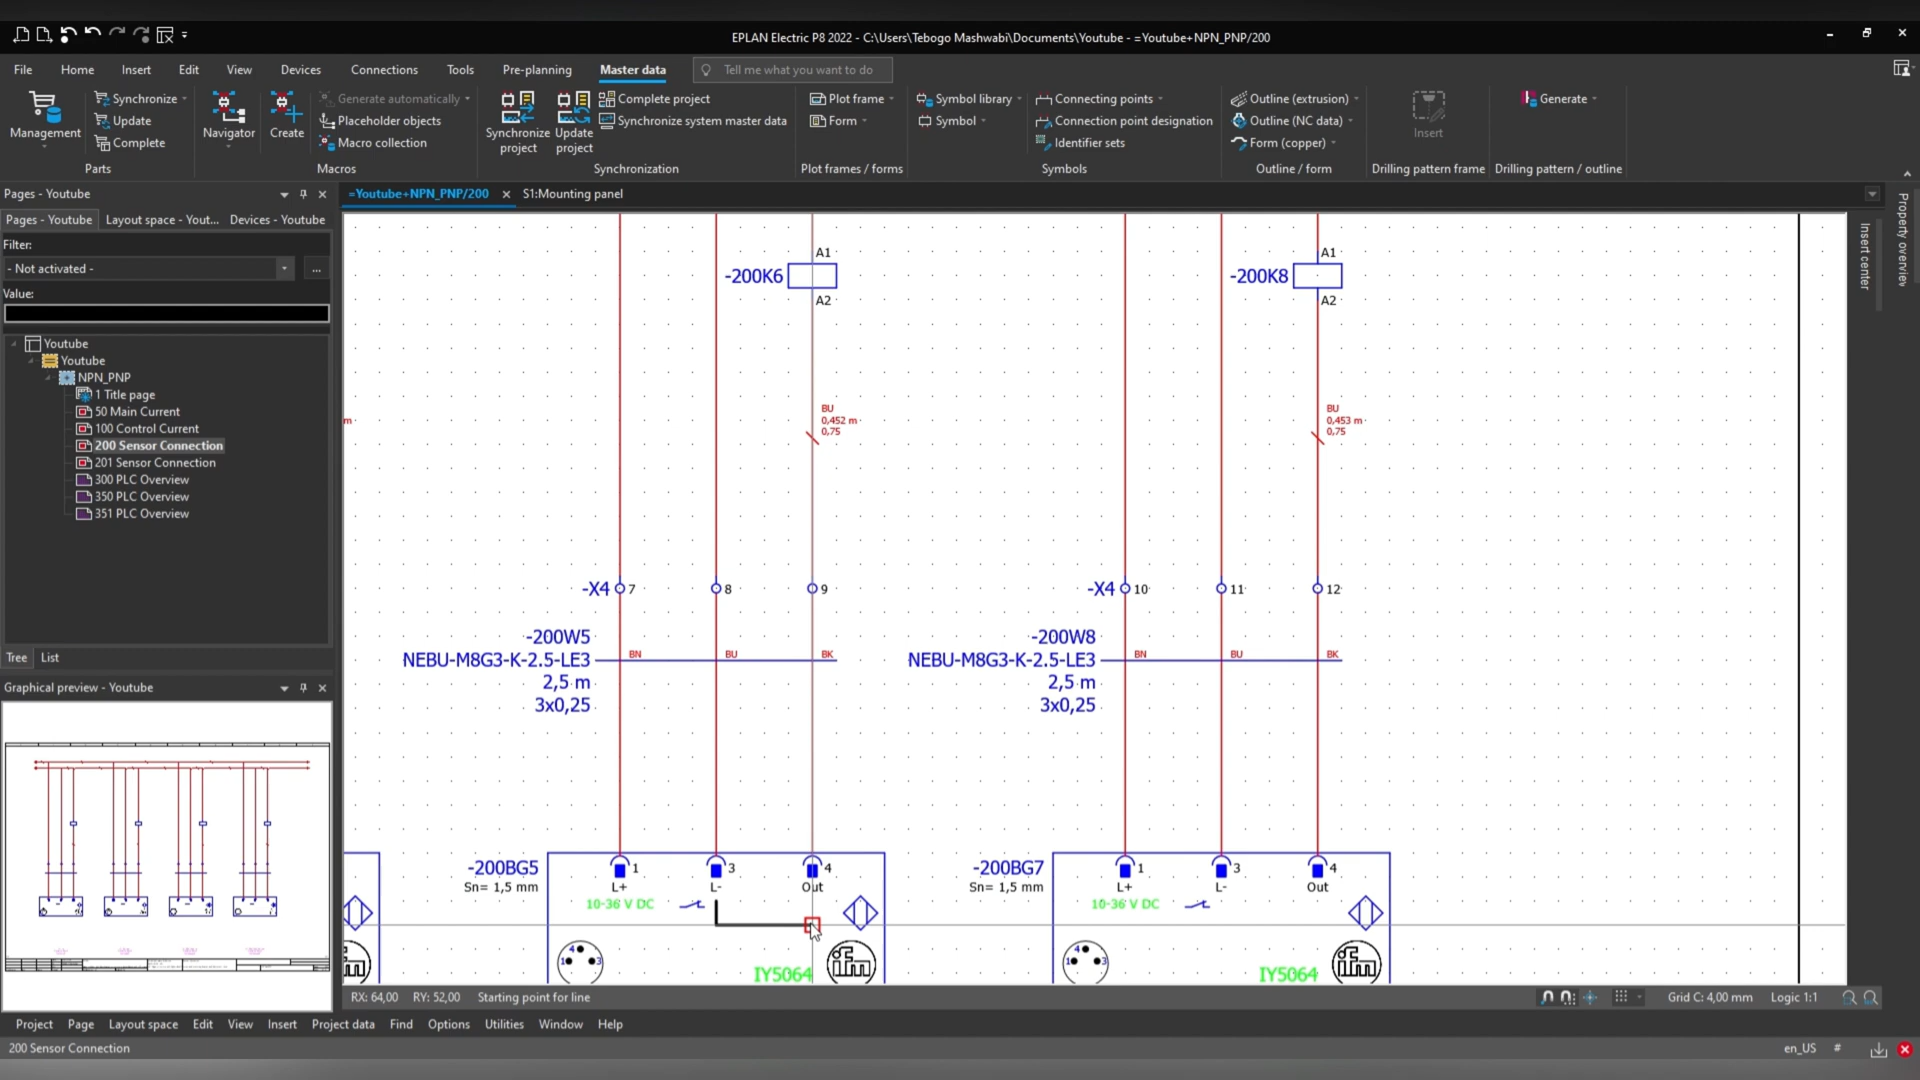 EPLAN Electric P8 2022 - C:\Users\Tebogo Mashwabi\Documents\Youtube - =Youtube+NPN_PNP/200
File Home Insert Edit View Devices Connections Tools Pre-planning Master data Tell me what you want to do
Management
Synchronize
Update
Complete
Parts
Navigator
Create
Generate automatically
Placeholder objects
Macro collection
Macros
Synchronize project
Update project
Complete project
Synchronize system master data
Synchronization
Plot frame
Form
Plot frames / forms
Symbol library
Symbol
Connecting points
Connection point designation
Identifier sets
Symbols
Outline (extrusion)
Outline (NC data)
Form (copper)
Outline / form
Insert
Drilling pattern frame
Generate
Drilling pattern / outline
Pages - Youtube
Pages - Youtube Layout space - Yout... Devices - Youtube
Filter:
- Not activated -
...
Value:
Youtube
Youtube
NPN_PNP
1 Title page
50 Main Current
100 Control Current
200 Sensor Connection
201 Sensor Connection
300 PLC Overview
350 PLC Overview
351 PLC Overview
Tree List
Graphical preview - Youtube
=Youtube+NPN_PNP/200 S1:Mounting panel
Insert center
Property overview
A1
-200K6
A2
A1
-200K8
A2
m
BU
0,452 m
0,75
BU
0,453 m
0,75
-X4 7 8 9
-X4 10 11 12
-200W5
NEBU-M8G3-K-2.5-LE3 BN BU BK
2,5 m
3x0,25
-200W8
NEBU-M8G3-K-2.5-LE3 BN BU BK
2,5 m
3x0,25
-200BG5 1 3 4
Sn= 1,5 mm L+ L- Out
10-36 V DC
4
1 3
IY5064 ifm
-200BG7 1 3 4
Sn= 1,5 mm L+ L- Out
10-36 V DC
4
1 3
IY5064 ifm
RX: 64,00 RY: 52,00 Starting point for line
Grid C: 4,00 mm Logic 1:1
Project Page Layout space Edit View Insert Project data Find Options Utilities Window Help
200 Sensor Connection
en_US #